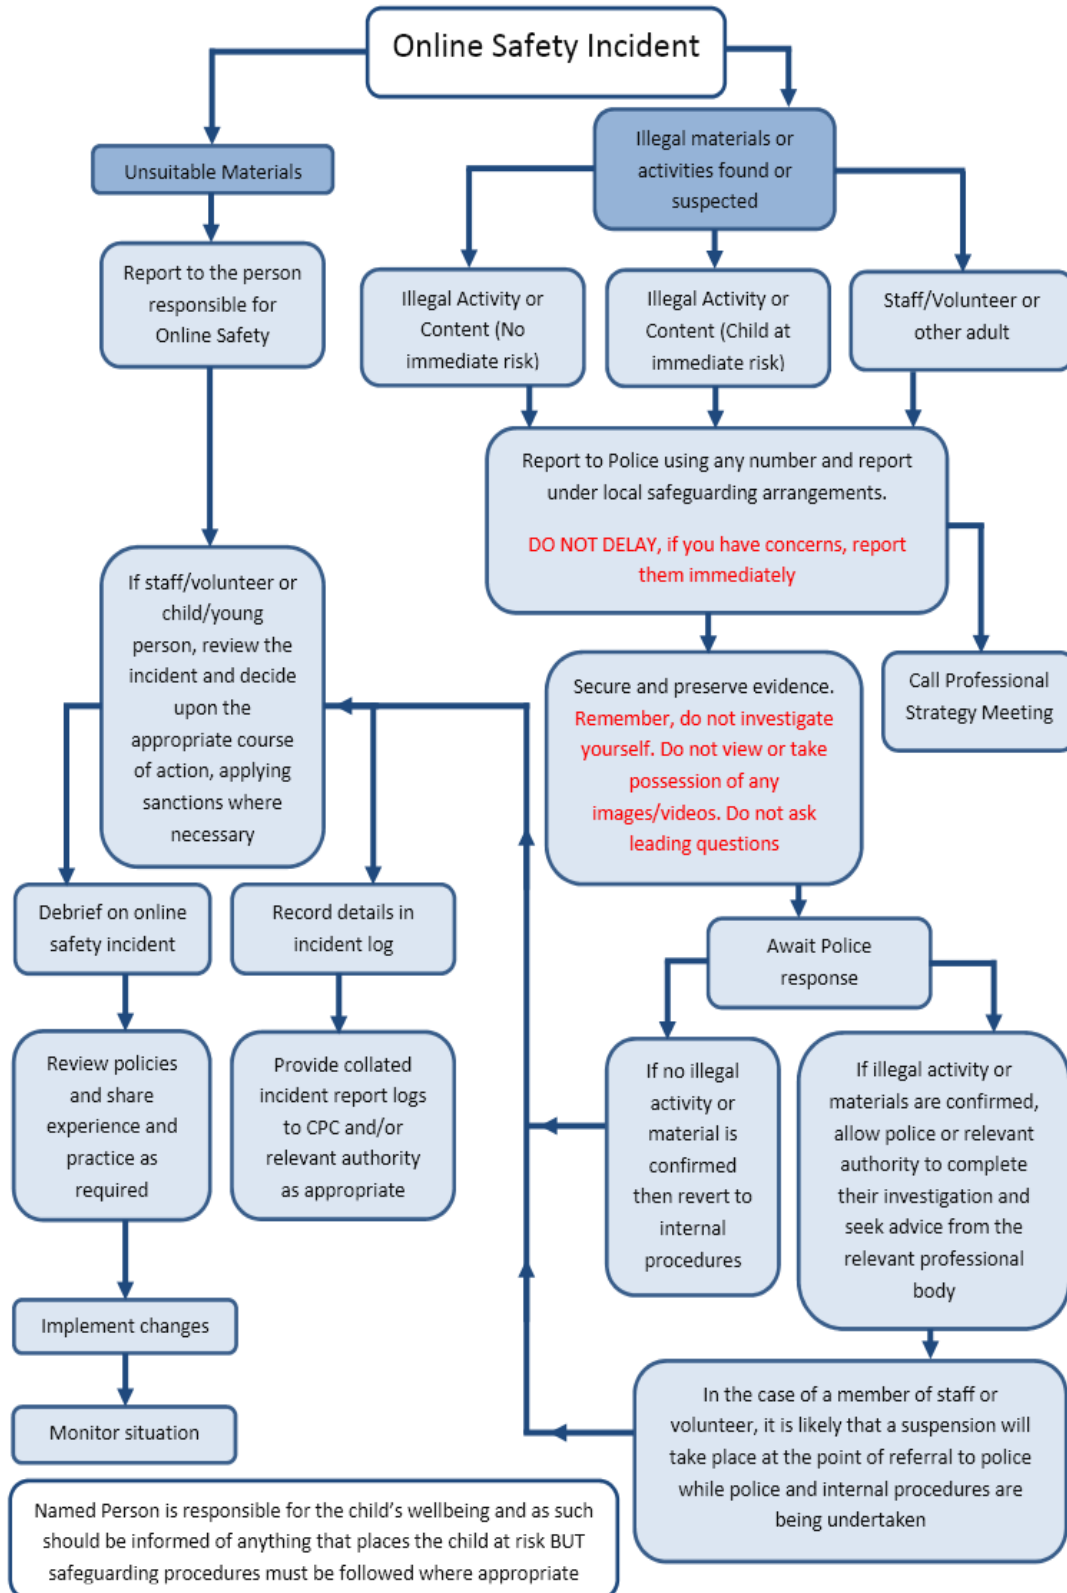 Online Safety Incident
Unsuitable Materials
Illegal materials or
activities found or
suspected
Report to the person
responsible for
Online Safety
Illegal Activity or
Content (No
immediate risk)
Illegal Activity or
Content (Child at
immediate risk)
Staff/Volunteer or
other adult
Report to Police using any number and report
under local safeguarding arrangements.
DO NOT DELAY, if you have concerns, report
them immediately
If staff/volunteer or
child/young
person, review the
incident and decide
upon the
appropriate course
of action, applying
sanctions where
necessary
Secure and preserve evidence.
Remember, do not investigate
yourself. Do not view or take
possession of any
images/videos. Do not ask
leading questions
Call Professional
Strategy Meeting
Debrief on online
safety incident
Record details in
incident log
Await Police
response
Review policies
and share
experience and
practice as
required
Provide collated
incident report logs
to CPC and/or
relevant authority
as appropriate
If no illegal
activity or
material is
confirmed
then revert to
internal
procedures
If illegal activity or
materials are confirmed,
allow police or relevant
authority to complete
their investigation and
seek advice from the
relevant professional
body
Implement changes
Monitor situation
In the case of a member of staff or
volunteer, it is likely that a suspension will
take place at the point of referral to police
while police and internal procedures are
being undertaken
Named Person is responsible for the child’s wellbeing and as such
should be informed of anything that places the child at risk BUT
safeguarding procedures must be followed where appropriate